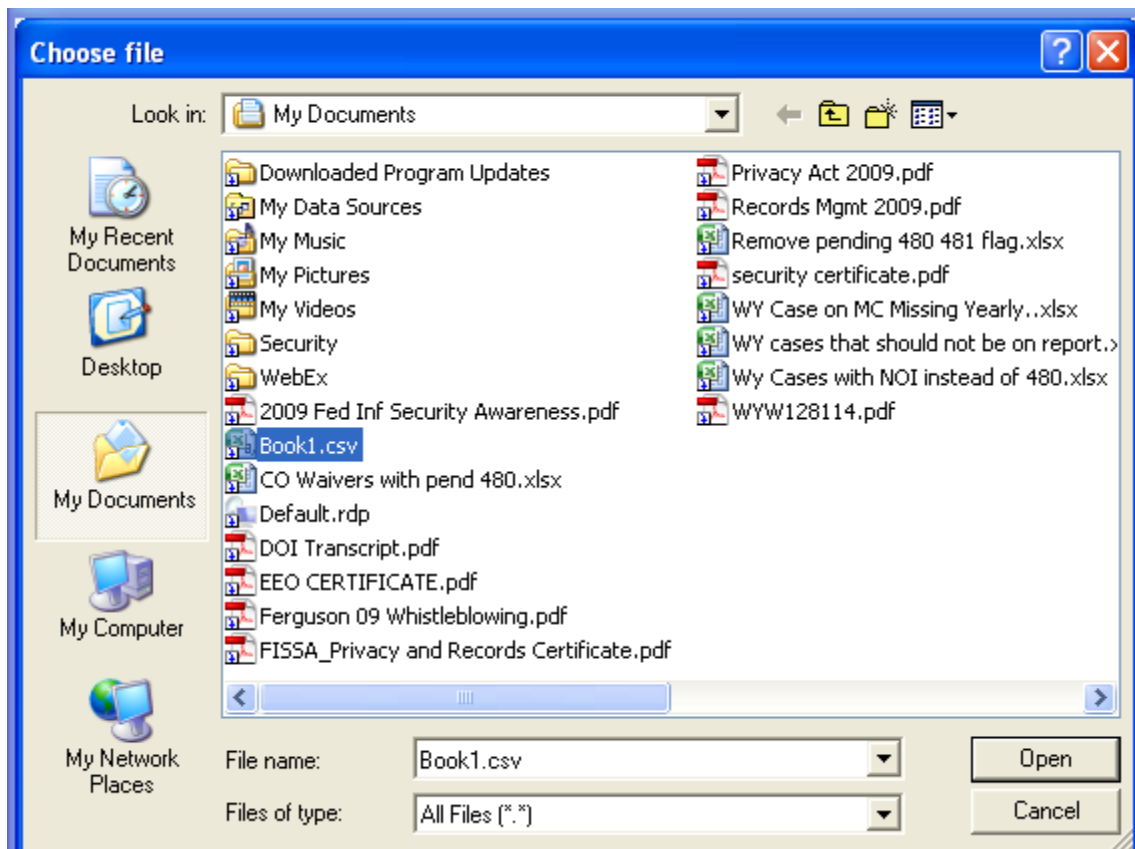 Choose file
Look in: My Documents
My Recent
Documents
Desktop
My Documents
My Computer
My Network
Places
Downloaded Program Updates
My Data Sources
My Music
My Pictures
My Videos
Security
WebEx
2009 Fed Inf Security Awareness.pdf
Book1.csv
CO Waivers with pend 480.xlsx
Default.rdp
DOI Transcript.pdf
EEO CERTIFICATE.pdf
Ferguson 09 Whistleblowing.pdf
FISSA_Privacy and Records Certificate.pdf
Privacy Act 2009.pdf
Records Mgmt 2009.pdf
Remove pending 480 481 flag.xlsx
security certificate.pdf
WY Case on MC Missing Yearly..xlsx
WY cases that should not be on report.x
Wy Cases with NOI instead of 480.xlsx
WYW128114.pdf
File name: Book1.csv Open
Files of type: All Files (*.*) Cancel